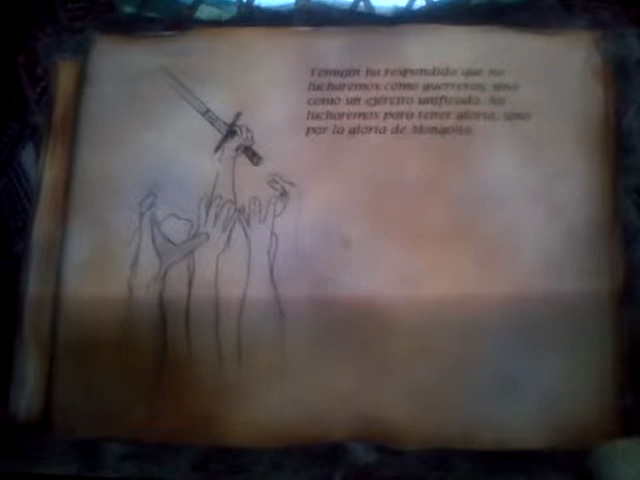 Temujin ha respondido que no
lucharemos como guerreros, sino
como un ejército unificado. No
lucharemos para tener gloria, sino
por la gloria de Mongolia.